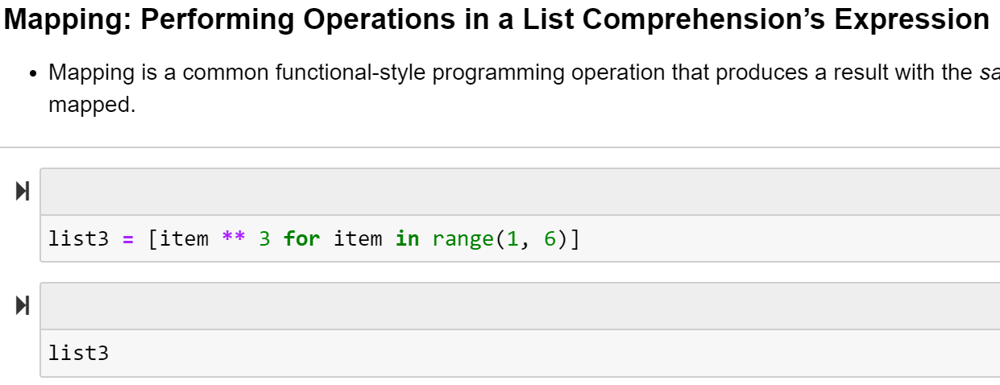 Mapping: Performing Operations in a List Comprehension’s Expression
• Mapping is a common functional-style programming operation that produces a result with the
mapped.
list3 = [item ** 3 for item in range(1, 6)]
list3